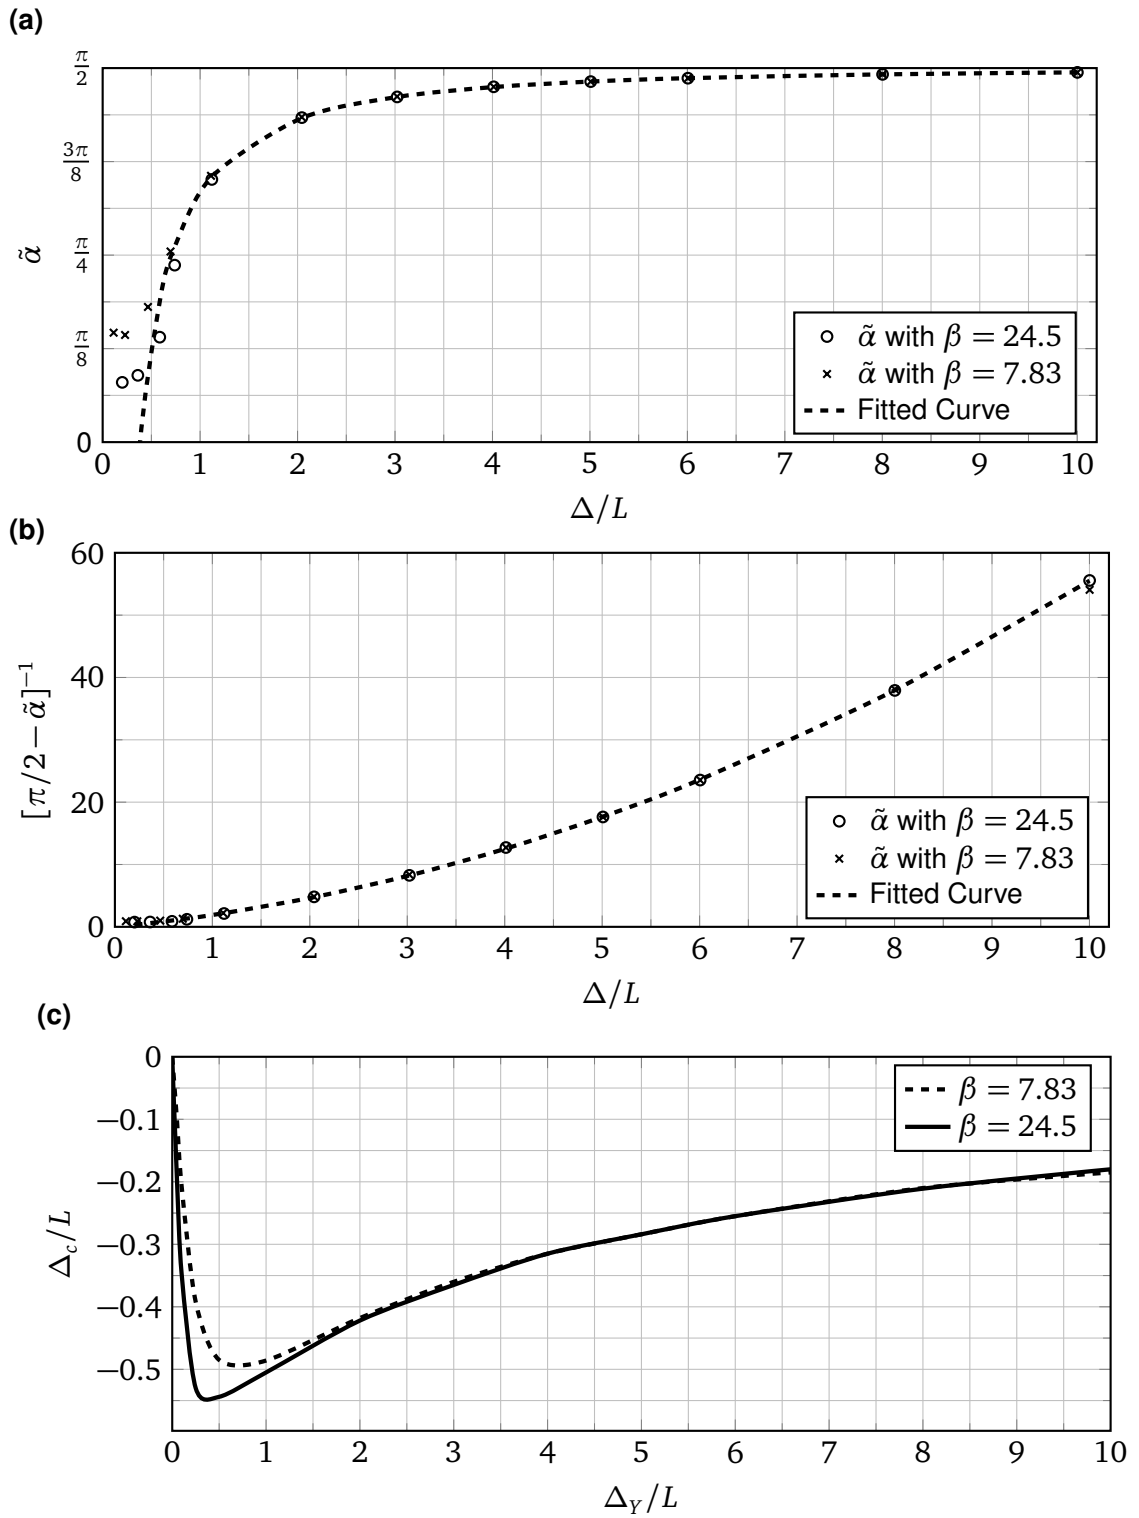 (a)
π/2
3π/8
π/4
π/8
0
α̃
0 1 2 3 4 5 6 7 8 9 10
Δ/L
α̃ with β = 24.5
α̃ with β = 7.83
Fitted Curve
(b)
60
40
20
0
[π/2 − α̃]⁻¹
0 1 2 3 4 5 6 7 8 9 10
Δ/L
α̃ with β = 24.5
α̃ with β = 7.83
Fitted Curve
(c)
0
−0.1
−0.2
−0.3
−0.4
−0.5
Δ_c/L
0 1 2 3 4 5 6 7 8 9 10
Δ_Y/L
β = 7.83
β = 24.5